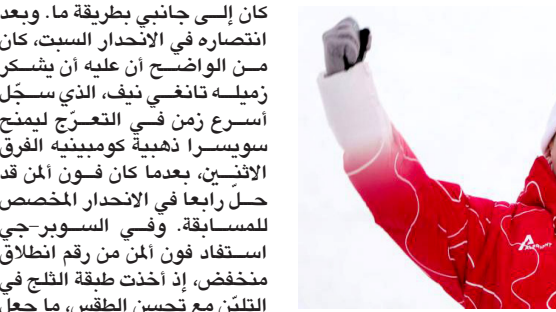 كان إلى جانبي بطريقة ما. وبعد
انتصاره في الانحدار السبت، كان
من الواضح أن عليه أن يشكر
زميله تانغي نيف، الذي سجّل
أسرع زمن في التعرّج ليمنح
سويسرا ذهبية كومبينيه الفرق
الاثنين، بعدما كان فون ألمن قد
حلّ رابعا في الانحدار المخصص
للمسابقة. وفي السوبر-جي
استفاد فون ألمن من رقم انطلاق
منخفض، إذ أخذت طبقة الثلج في
التليّن مع تحسن الطقس، ما جعل